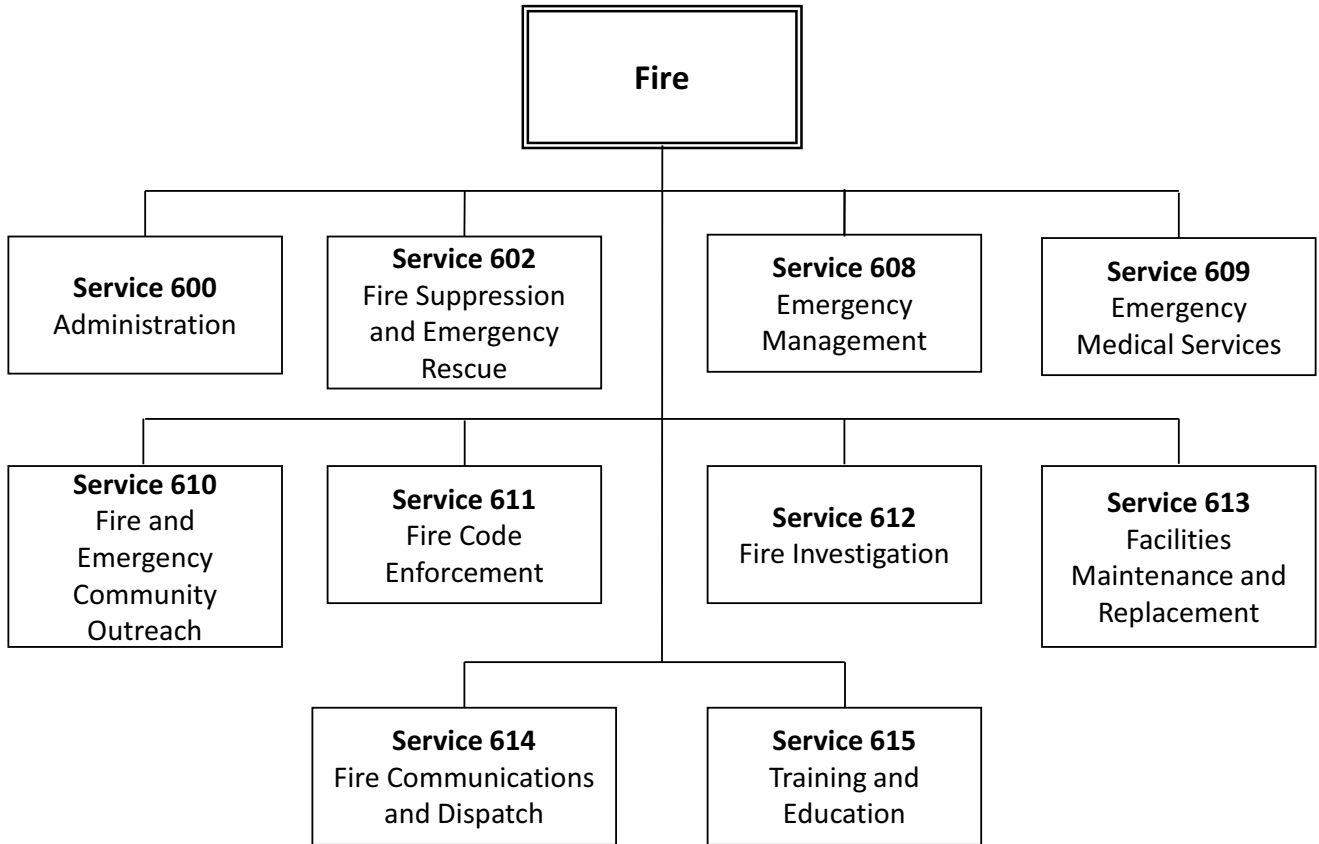 Fire
Service 600
Administration
Service 602
Fire Suppression
and Emergency
Rescue
Service 608
Emergency
Management
Service 609
Emergency
Medical Services
Service 610
Fire and
Emergency
Community
Outreach
Service 611
Fire Code
Enforcement
Service 612
Fire Investigation
Service 613
Facilities
Maintenance and
Replacement
Service 614
Fire Communications
and Dispatch
Service 615
Training and
Education